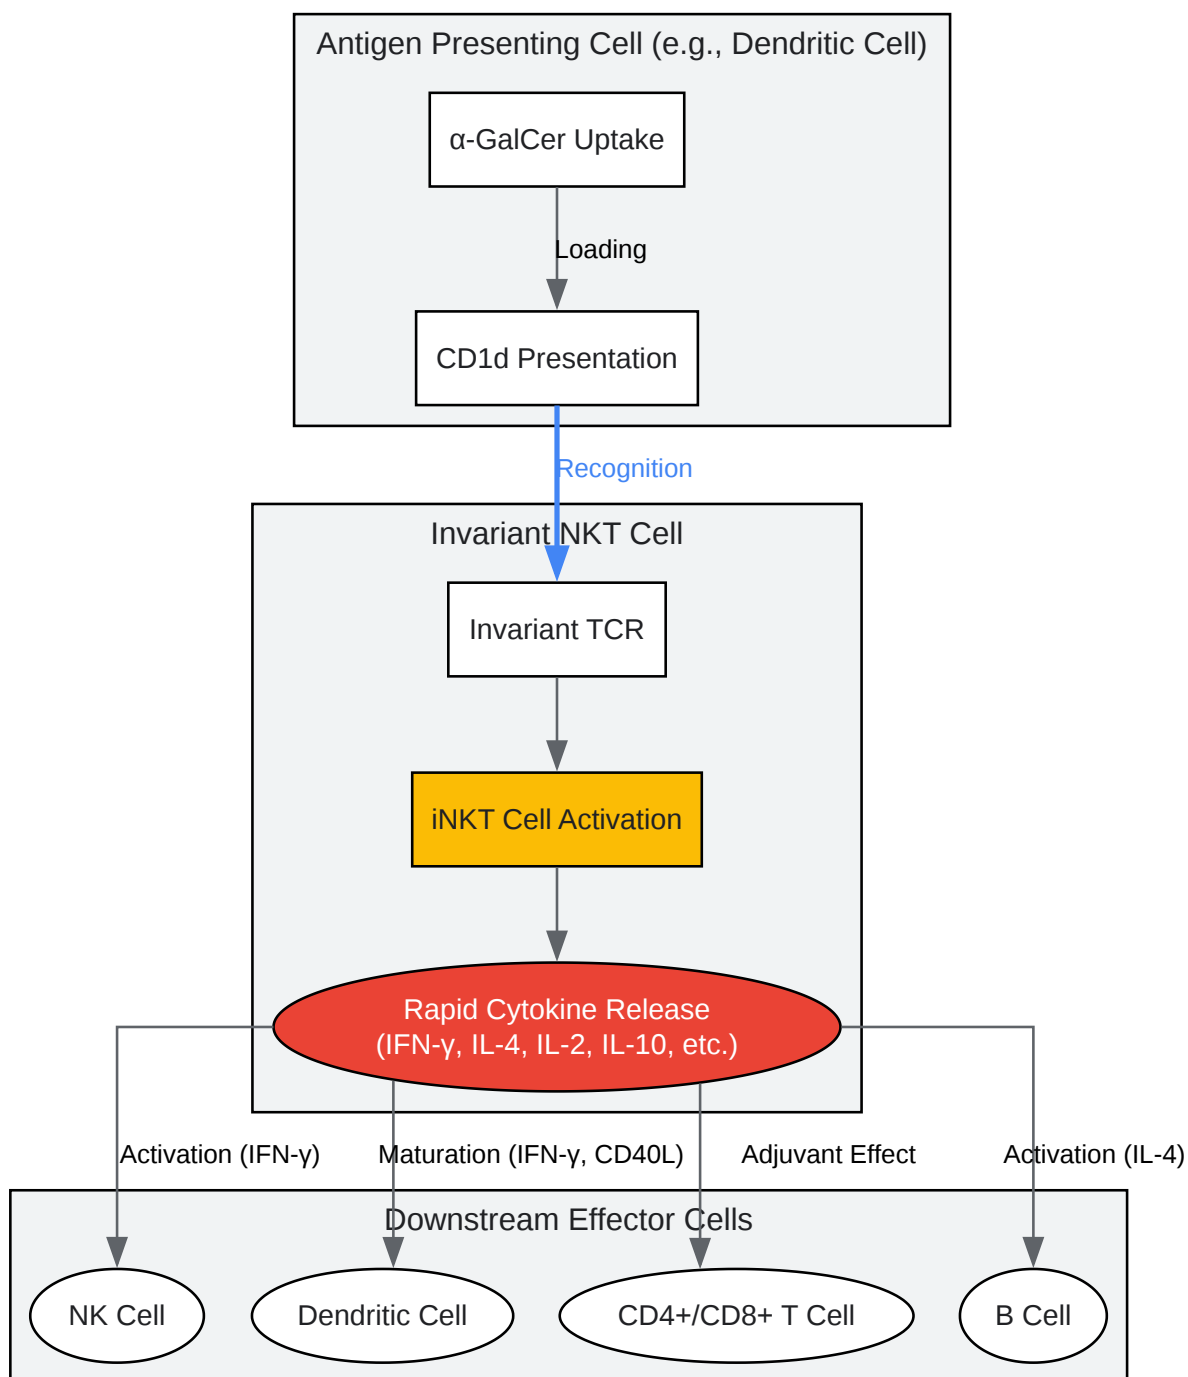 Antigen Presenting Cell (e.g., Dendritic Cell)
α-GalCer Uptake
Loading
CD1d Presentation
Recognition
Invariant NKT Cell
Invariant TCR
iNKT Cell Activation
Rapid Cytokine Release
(IFN-γ, IL-4, IL-2, IL-10, etc.)
Activation (IFN-γ)
Maturation (IFN-γ, CD40L)
Adjuvant Effect
Activation (IL-4)
Downstream Effector Cells
NK Cell
Dendritic Cell
CD4+/CD8+ T Cell
B Cell